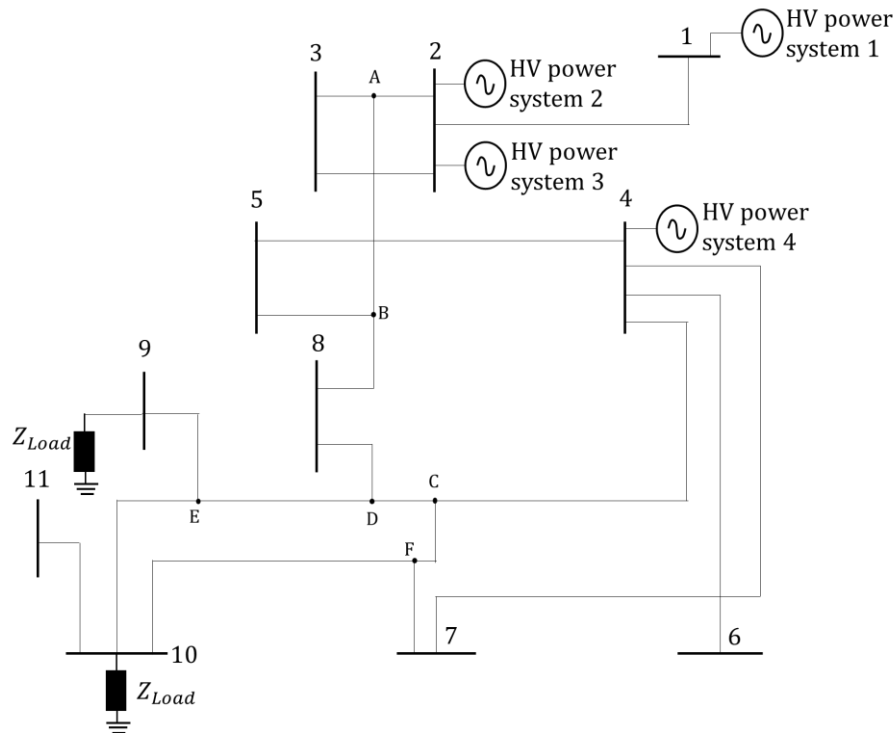 1
HV power
system 1
3
2
A
HV power
system 2
HV power
system 3
5
4
HV power
system 4
B
8
9
Z_Load
11
C
E
D
F
10
7
6
Z_Load